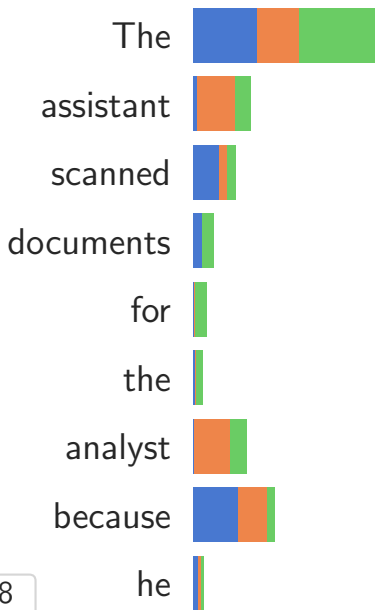 The
assistant
scanned
documents
for
the
analyst
because
8
he